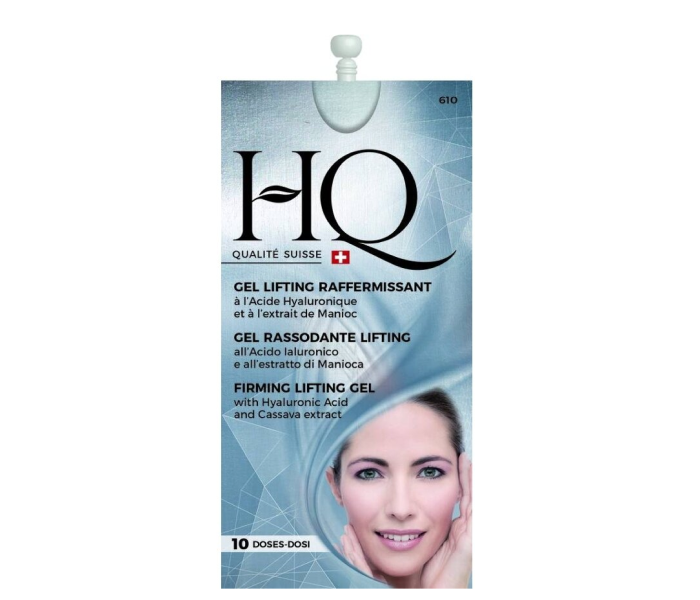 610
HQ
QUALITÉ SUISSE
GEL LIFTING RAFFERMISSANT
à l'Acide Hyaluronique
et à l'extrait de Manioc
GEL RASSODANTE LIFTING
all'Acido Ialuronico
e all'estratto di Manioca
FIRMING LIFTING GEL
with Hyaluronic Acid
and Cassava extract
10 DOSES-DOSI